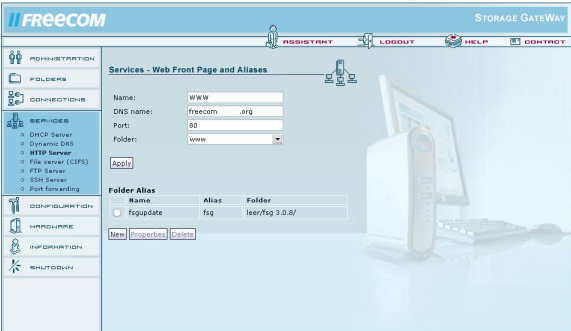 FREECOM
STORAGE GATEWAY
ASSISTANT LOGOUT HELP CONTACT
ADMINISTRATION
FOLDERS
CONNECTIONS
SERVICES
DHCP Server
Dynamic DNS
HTTP Server
File server (CIFS)
FTP Server
SSH Server
Port forwarding
CONFIGURATION
HARDWARE
INFORMATION
SHUTDOWN
Services - Web Front Page and Aliases
Name: WWW
DNS name: freecom .org
Port: 80
Folder: www
Apply
Folder Alias
Name Alias Folder
fsgupdate fsg leer/fsg 3.0.8/
New Properties Delete